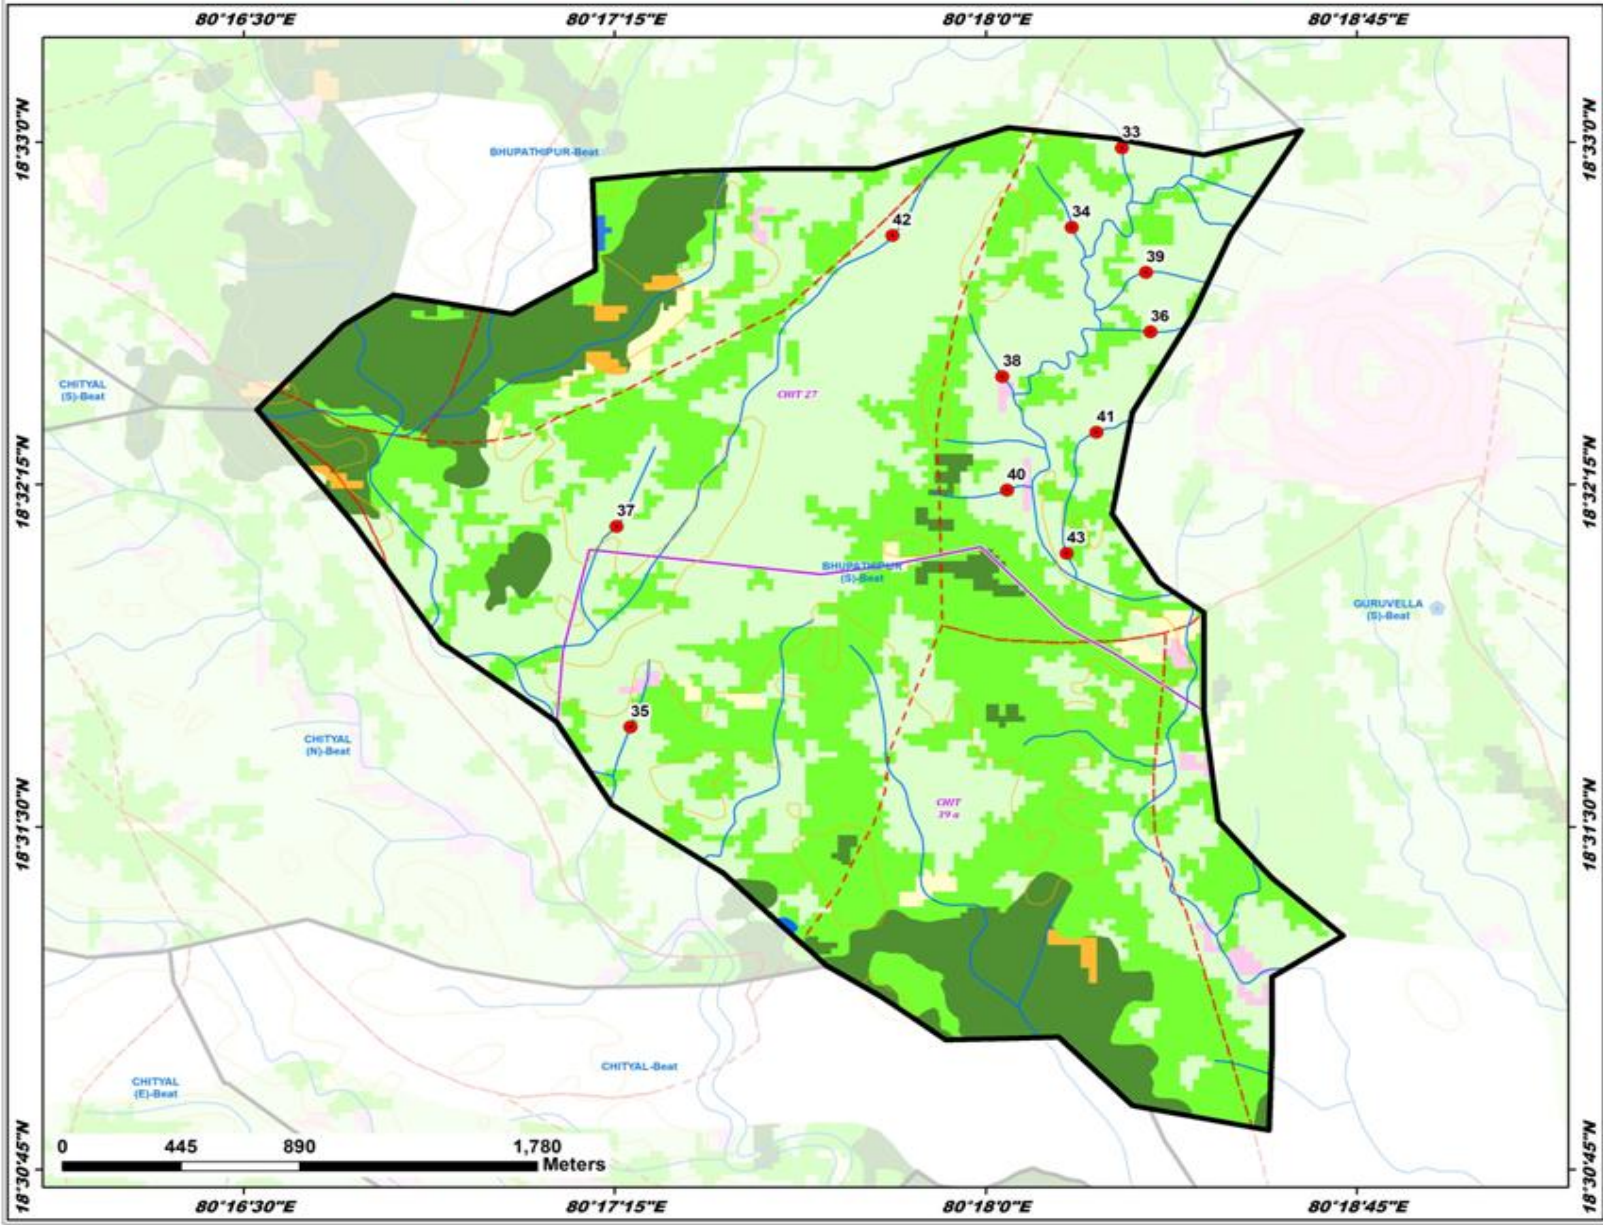 80°16'30"E 80°17'15"E 80°18'0"E 80°18'45"E
18°33'0"N
18°33'0"N
33
BHUPATHIPUR-Beat
34
42
39
36
38
CHITYAL
(S)-Beat
CHIT 27
41
18°32'15"N
18°32'15"N
40
37
43
BHUPATHIPUR
(S)-Beat
GURUVELLA
(S)-Beat
35
CHITYAL
(N)-Beat
CHIT
39 a
18°31'30"N
18°31'30"N
CHITYAL-Beat
CHITYAL
(E)-Beat
18°30'45"N
18°30'45"N
0 445 890 1,780
Meters
80°16'30"E 80°17'15"E 80°18'0"E 80°18'45"E